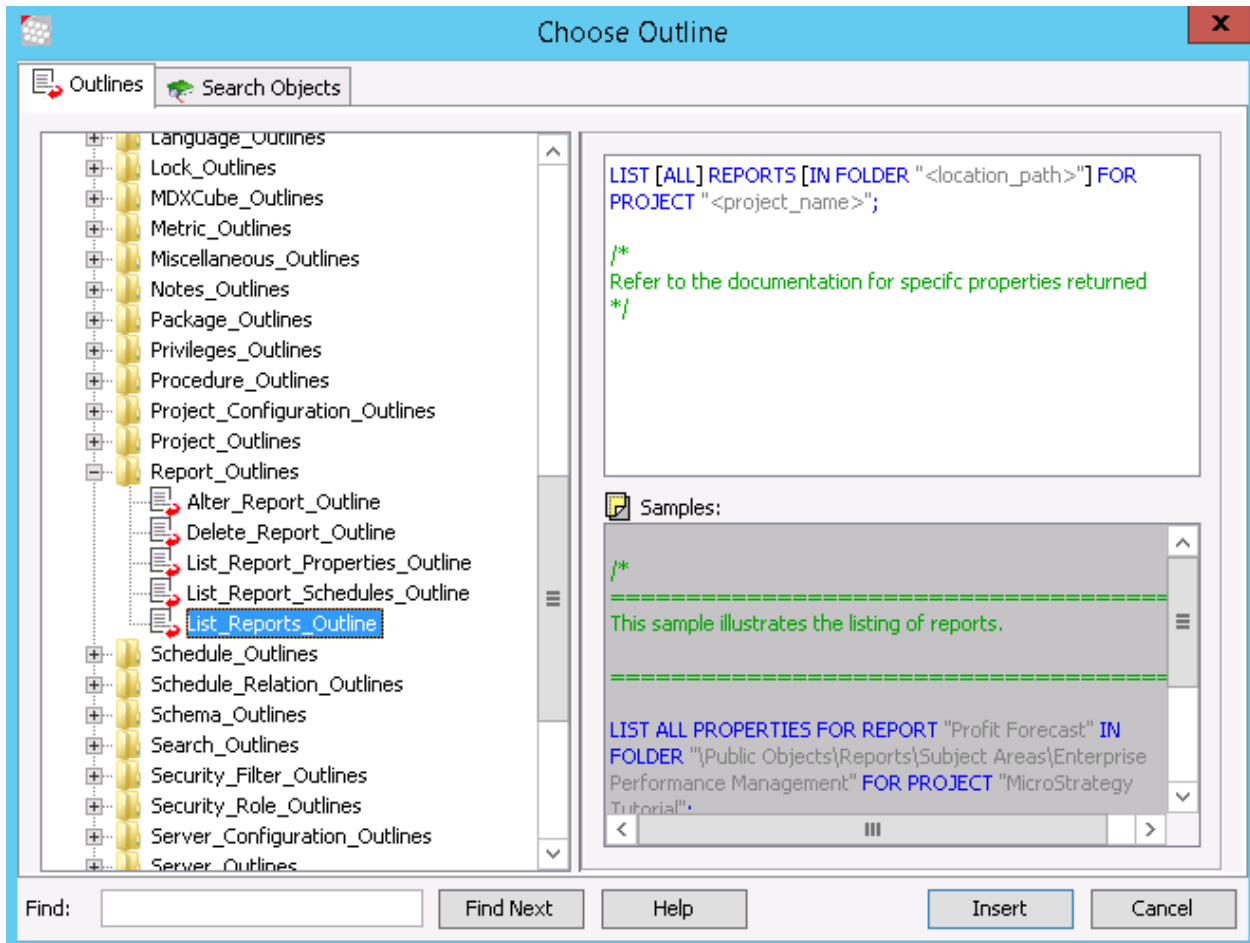 Choose Outline
x
Outlines
Search Objects
Language_Outlines
Lock_Outlines
MDXCube_Outlines
Metric_Outlines
Miscellaneous_Outlines
Notes_Outlines
Package_Outlines
Privileges_Outlines
Procedure_Outlines
Project_Configuration_Outlines
Project_Outlines
Report_Outlines
Alter_Report_Outline
Delete_Report_Outline
List_Report_Properties_Outline
List_Report_Schedules_Outline
List_Reports_Outline
Schedule_Outlines
Schedule_Relation_Outlines
Schema_Outlines
Search_Outlines
Security_Filter_Outlines
Security_Role_Outlines
Server_Configuration_Outlines
Server_Outlines
LIST [ALL] REPORTS [IN FOLDER "<location_path>"] FOR
PROJECT "<project_name>";
/*
Refer to the documentation for specifc properties returned
*/
Samples:
/*
=====================================
This sample illustrates the listing of reports.
=====================================
LIST ALL PROPERTIES FOR REPORT "Profit Forecast" IN
FOLDER "\Public Objects\Reports\Subject Areas\Enterprise
Performance Management" FOR PROJECT "MicroStrategy
Tutorial";
Find:
Find Next
Help
Insert
Cancel